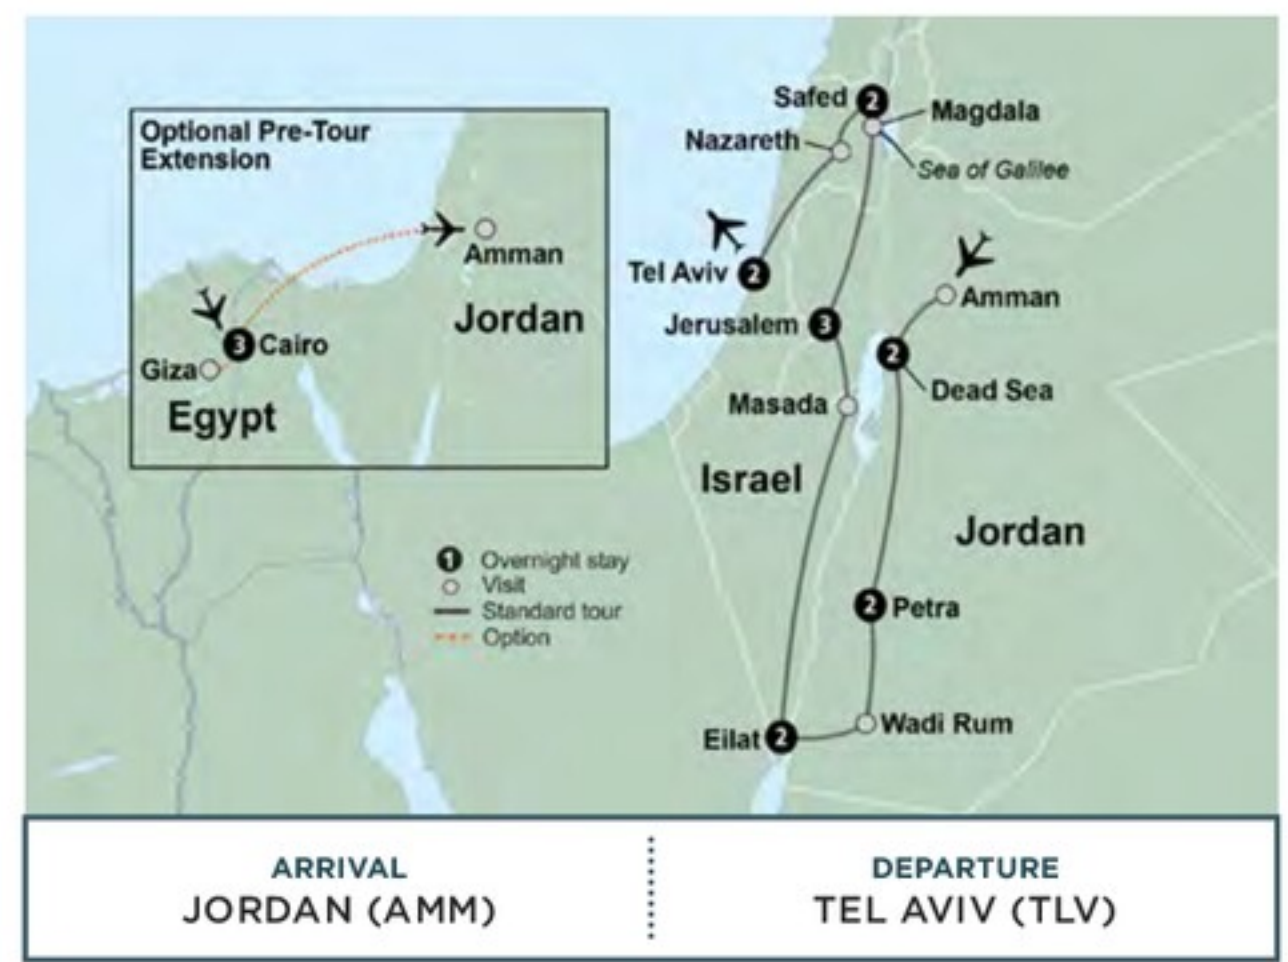 Optional Pre-Tour
Extension
Amman
Jordan
3 Cairo
Giza
Egypt
Safed 2
Magdala
Nazareth
Sea of Galilee
Tel Aviv 2
Amman
Jerusalem 3
2
Dead Sea
Masada
Israel
Jordan
1 Overnight stay
Visit
Standard tour
Option
2 Petra
Eilat 2
Wadi Rum
ARRIVAL
JORDAN (AMM)
DEPARTURE
TEL AVIV (TLV)